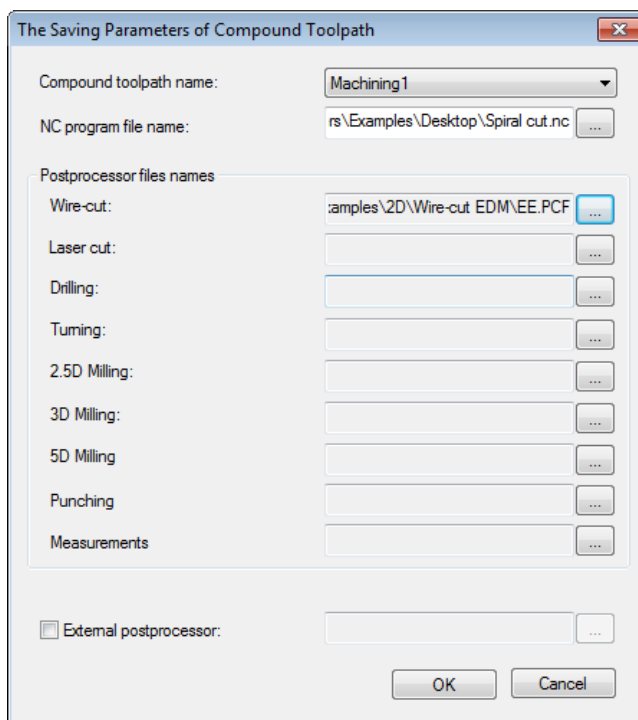 The Saving Parameters of Compound Toolpath
Compound toolpath name: Machining1
NC program file name: rs\Examples\Desktop\Spiral cut.nc ...
Postprocessor files names
Wire-cut: :amples\2D\Wire-cut EDM\EE.PCF ...
Laser cut: ...
Drilling: ...
Turning: ...
2.5D Milling: ...
3D Milling: ...
5D Milling ...
Punching ...
Measurements ...
External postprocessor: ...
OK Cancel